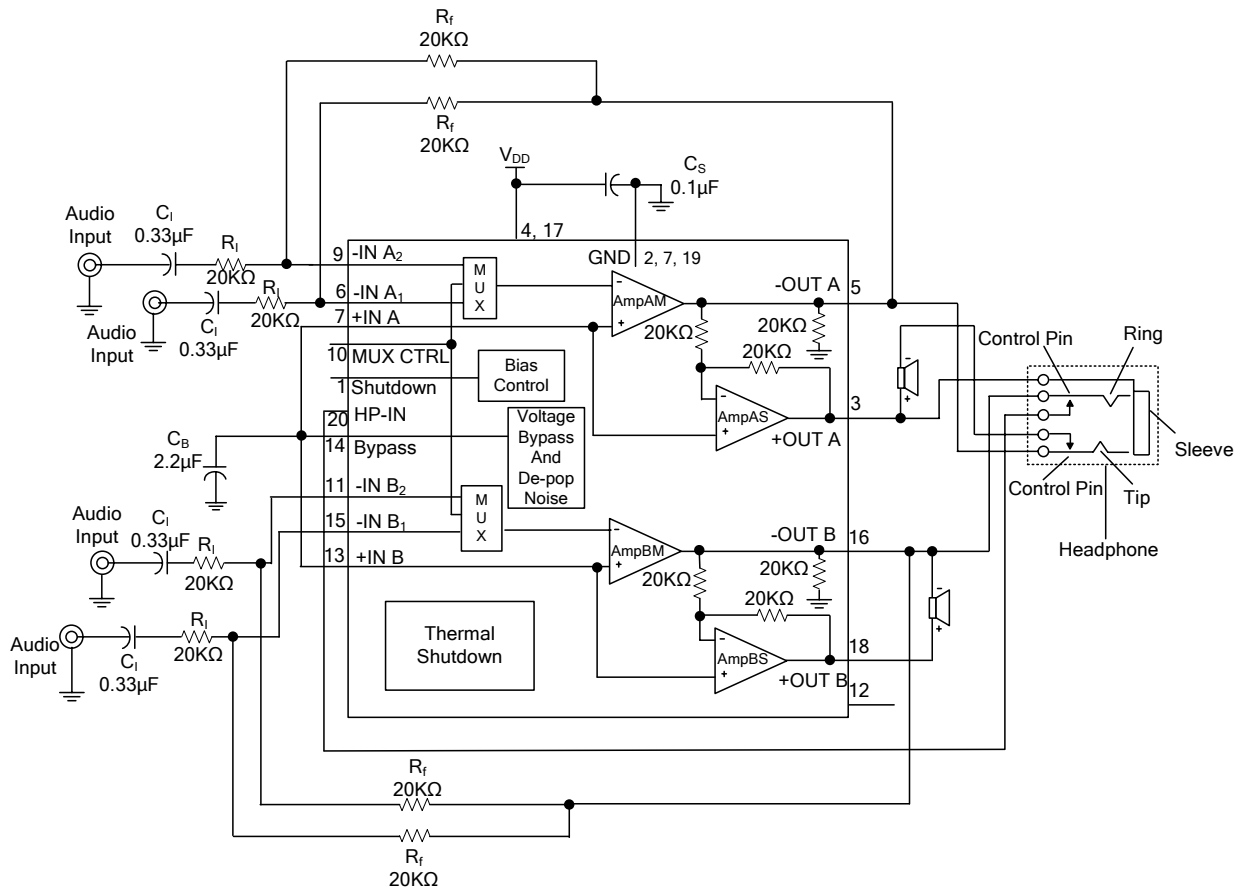 Rf
20KΩ
Rf
20KΩ
VDD
CS
0.1µF
Audio
Input
CI
0.33µF
RI
20KΩ
4, 17
GND 2, 7, 19
9 -IN A2
6 -IN A1
7 +IN A
10 MUX CTRL
1 Shutdown
20 HP-IN
14 Bypass
11 -IN B2
15 -IN B1
13 +IN B
Audio
Input
CI
0.33µF
RI
20KΩ
MUX
AmpAM
-
+
20KΩ
20KΩ
20KΩ
-OUT A 5
AmpAS
-
+
3
+OUT A
Bias
Control
Voltage
Bypass
And
De-pop
Noise
CB
2.2µF
-
+
Control Pin
Ring
Sleeve
Control Pin
Tip
Headphone
Audio
Input
CI
0.33µF
RI
20KΩ
MUX
AmpBM
-
+
20KΩ
20KΩ
20KΩ
-OUT B 16
AmpBS
-
+
18
+OUT B
12
-
+
Audio
Input
CI
0.33µF
RI
20KΩ
Thermal
Shutdown
Rf
20KΩ
Rf
20KΩ